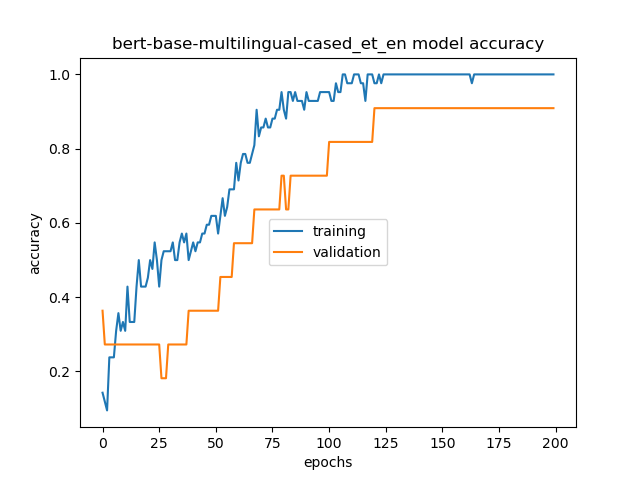 bert-base-multilingual-cased_et_en model accuracy
1.0
0.8
0.6
0.4
0.2
accuracy
training
validation
0
25
50
75
100
125
150
175
200
epochs